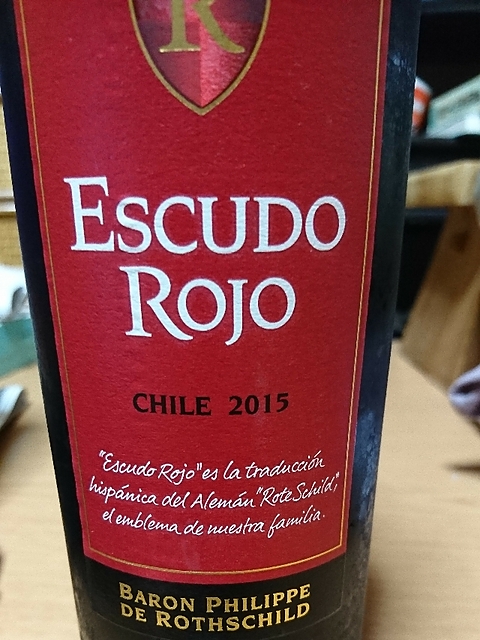 R
ESCUDO
ROJO
CHILE 2015
"Escudo Rojo" es la traducción
hispánica del Alemán "Rote Schild",
el emblema de nuestra familia.
BARON PHILIPPE
DE ROTHSCHILD